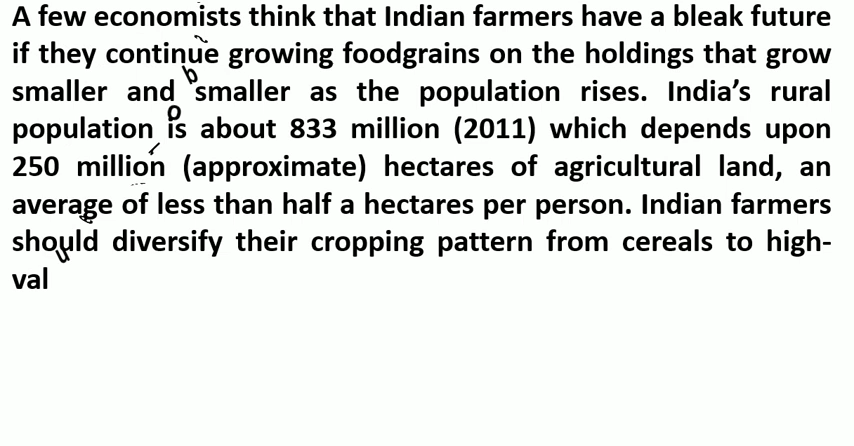 A few economists think that Indian farmers have a bleak future
if they continue growing foodgrains on the holdings that grow
smaller and smaller as the population rises. India’s rural
population is about 833 million (2011) which depends upon
250 million (approximate) hectares of agricultural land, an
average of less than half a hectares per person. Indian farmers
should diversify their cropping pattern from cereals to high-
val